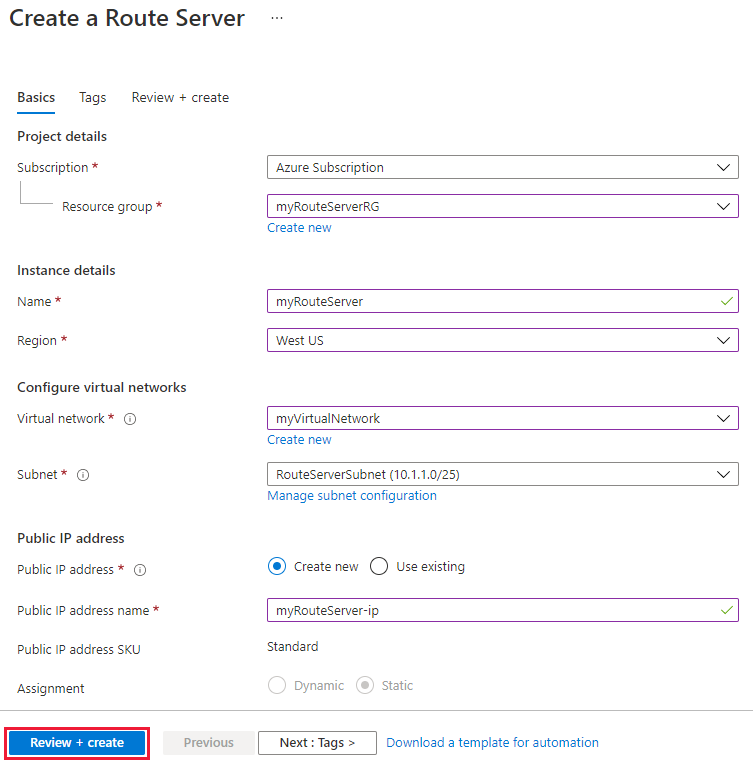 Create a Route Server ...
Basics Tags Review + create
Project details
Subscription * Azure Subscription
Resource group * myRouteServerRG
Create new
Instance details
Name * myRouteServer
Region * West US
Configure virtual networks
Virtual network * myVirtualNetwork
Create new
Subnet * RouteServerSubnet (10.1.1.0/25)
Manage subnet configuration
Public IP address
Public IP address * Create new Use existing
Public IP address name * myRouteServer-ip
Public IP address SKU Standard
Assignment Dynamic Static
Review + create Previous Next : Tags > Download a template for automation